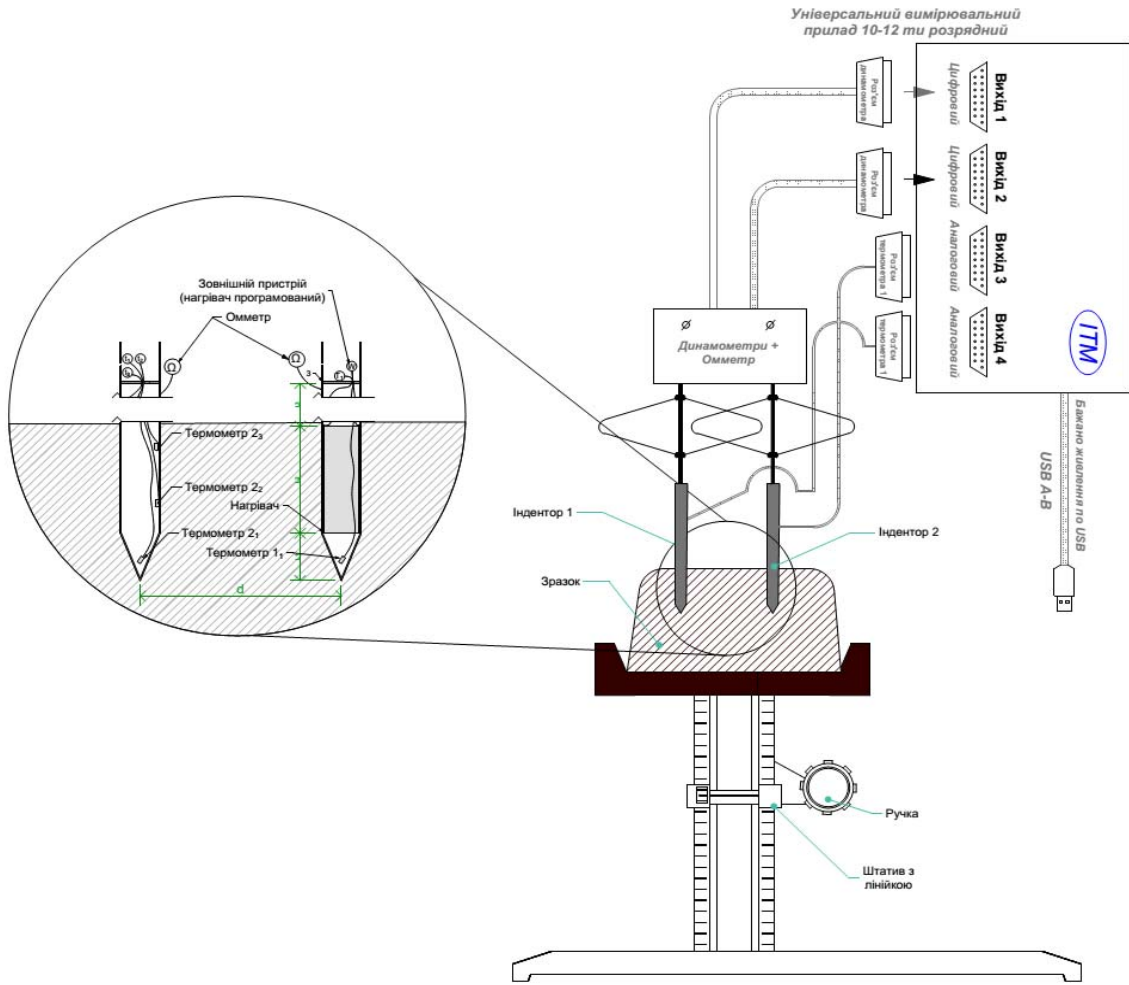 Універсальний вимірювальний
прилад 10-12 ти розрядний
Роз'єм
динамометра
Цифровий
Вихід 1
Роз'єм
динамометра
Цифровий
Вихід 2
Роз'єм
термометра 1
Аналоговий
Вихід 3
Роз'єм
термометра 1
Аналоговий
Вихід 4
ITM
Бажано живлення по USB
USB A-B
Динамометри +
Омметр
Зовнішній пристрій
(нагрівач програмований)
Омметр
Ω
Ω
3
Термометр 2₃
Термометр 2₂
Нагрівач
Термометр 2₁
Термометр 1₁
d
Індентор 1
Індентор 2
Зразок
Ручка
Штатив з
лінійкою